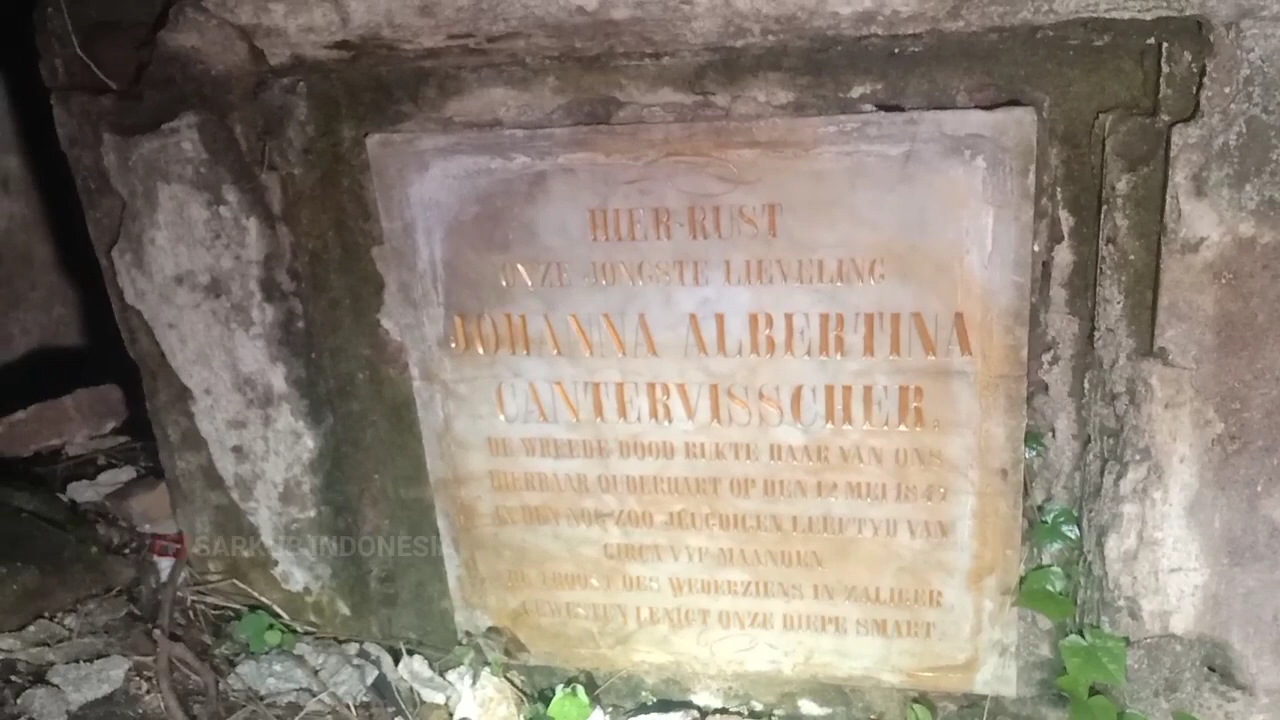 HIER RUST
ONZE JONGSTE LIEVELING
JOHANNA ALBERTINA
CANTERVISSCHER.
DE WREEDE DOOD RUKTE HAAR VAN ONS
OUDERHART OP DEN 12 MEI 1847
IN DEN NOG ZOO JEUGDIGEN LEEFTYD VAN
CIRCA VYF MAANDEN.
DE TROOST DES WEDERZIENS IN ZALIGER
GEWESTEN LENIGT ONZE DIEPE SMART
SARKUB INDONESIA